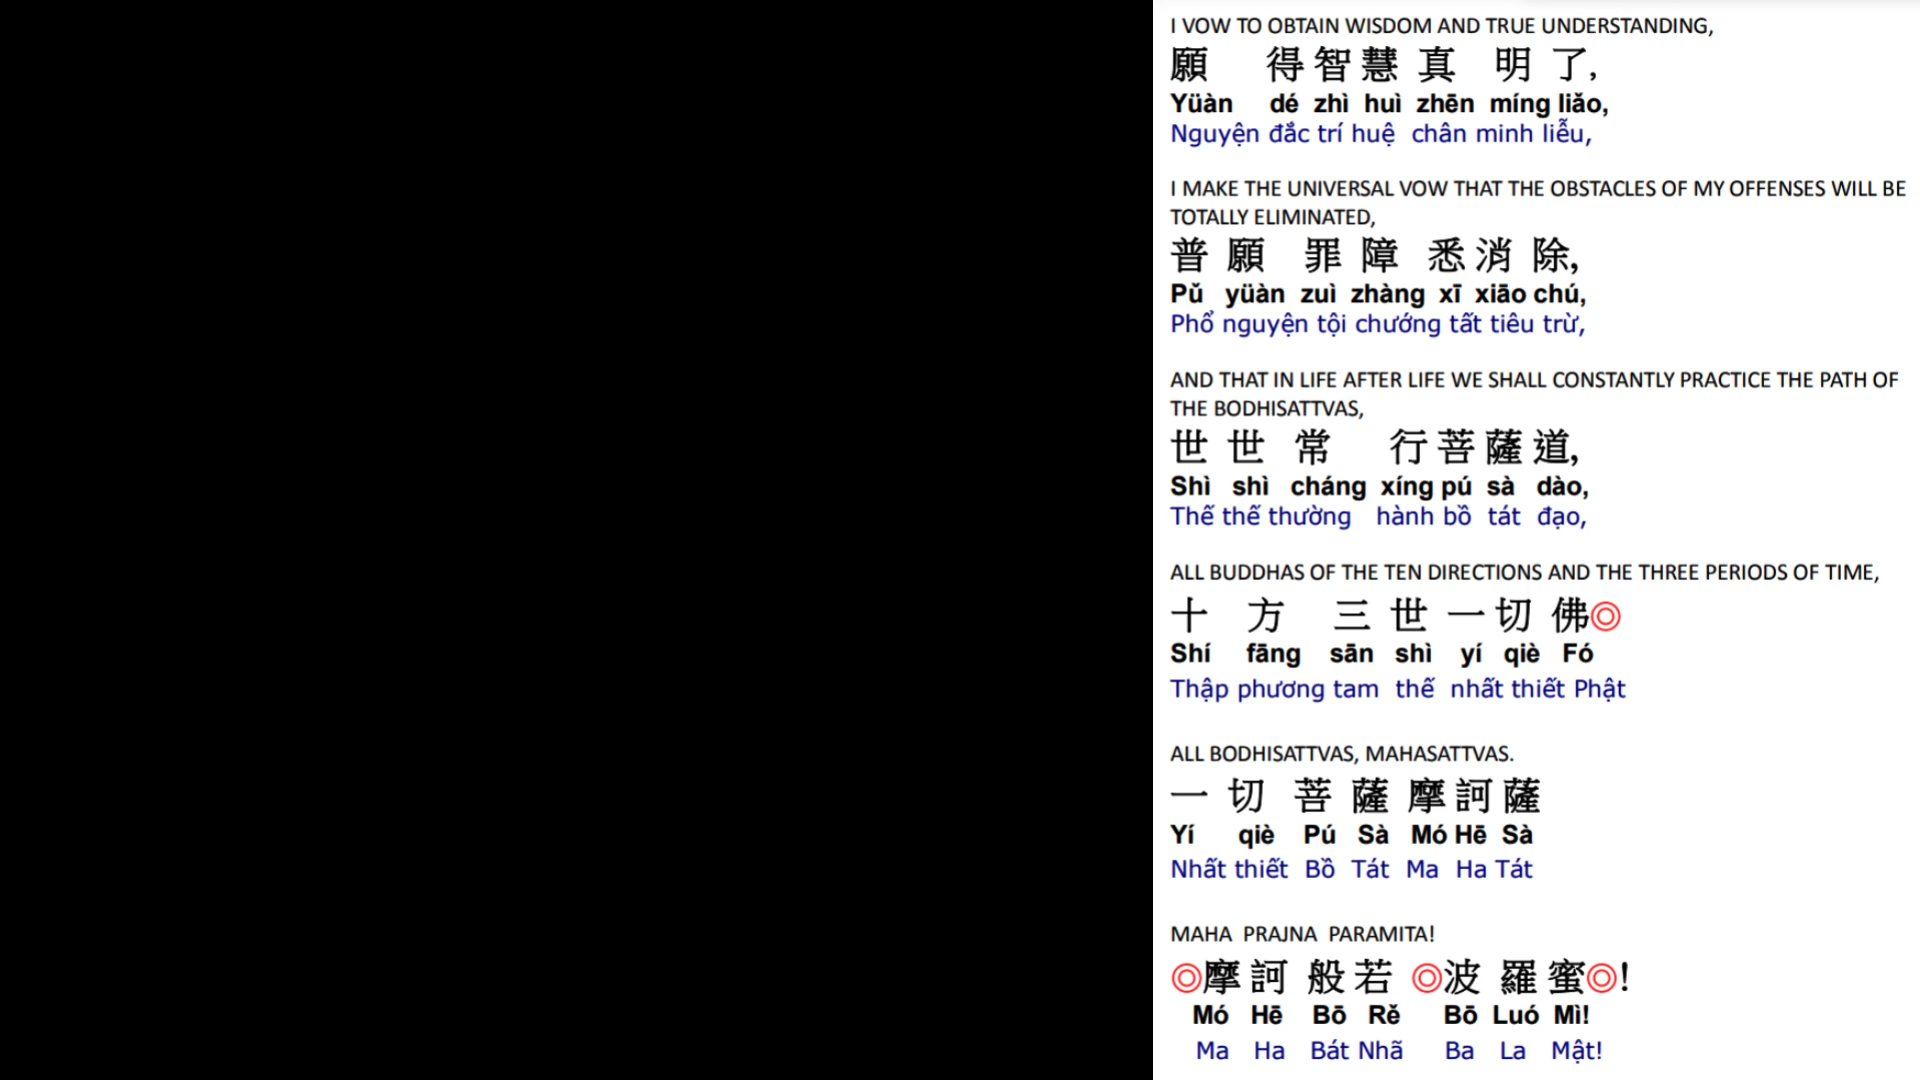 I VOW TO OBTAIN WISDOM AND TRUE UNDERSTANDING,
願 得 智 慧 真 明 了,
Yüàn dé zhì huì zhēn míng liǎo,
Nguyện đắc trí huệ chân minh liễu,
I MAKE THE UNIVERSAL VOW THAT THE OBSTACLES OF MY OFFENSES WILL BE
TOTALLY ELIMINATED,
普 願 罪 障 悉 消 除,
Pǔ yüàn zuì zhàng xī xiāo chú,
Phổ nguyện tội chướng tất tiêu trừ,
AND THAT IN LIFE AFTER LIFE WE SHALL CONSTANTLY PRACTICE THE PATH OF
THE BODHISATTVAS,
世 世 常 行 菩 薩 道,
Shì shì cháng xíng pú sà dào,
Thế thế thường hành bồ tát đạo,
ALL BUDDHAS OF THE TEN DIRECTIONS AND THE THREE PERIODS OF TIME,
十 方 三 世 一 切 佛◎
Shí fāng sān shì yí qiè Fó
Thập phương tam thế nhất thiết Phật
ALL BODHISATTVAS, MAHASATTVAS.
一 切 菩 薩 摩 訶 薩
Yí qiè Pú Sà Mó Hē Sà
Nhất thiết Bồ Tát Ma Ha Tát
MAHA PRAJNA PARAMITA!
◎摩 訶 般 若 ◎波 羅 蜜◎!
Mó Hē Bō Rě Bō Luó Mì!
Ma Ha Bát Nhã Ba La Mật!